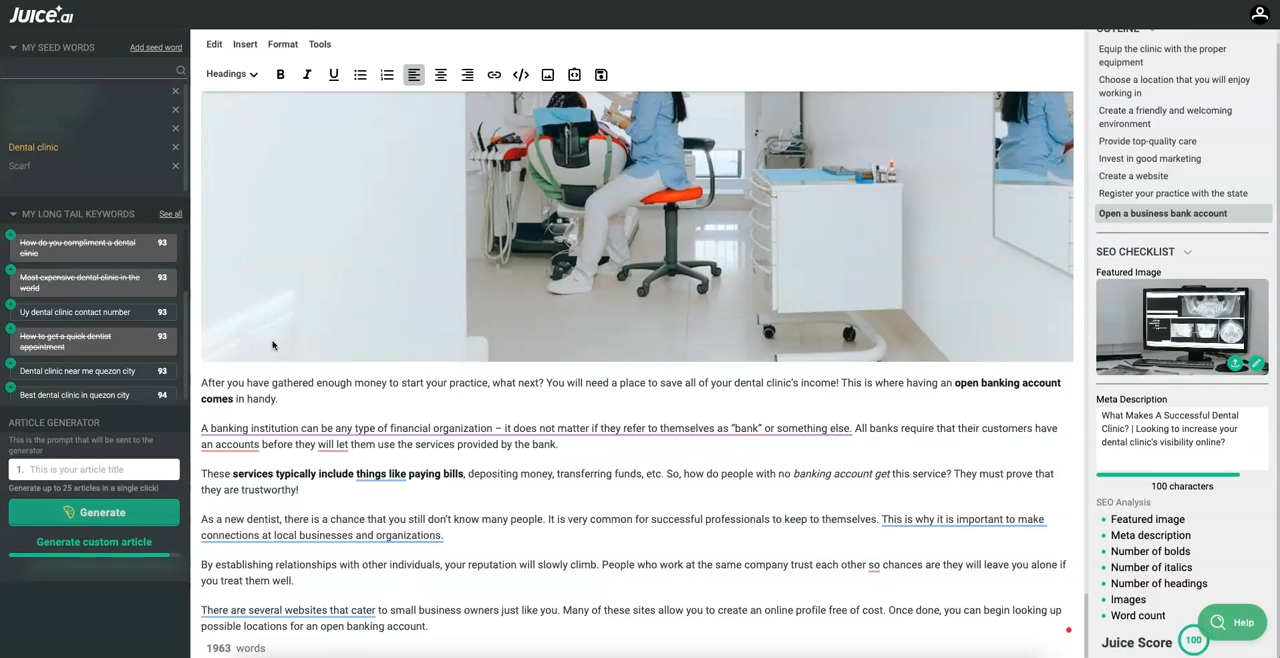 Juice.ai
MY SEED WORDS
Add seed word
Dental clinic
Scarf
MY LONG TAIL KEYWORDS
See all
How do you compliment a dental
clinic
93
Most expensive dental clinic in the
world
93
Uy dental clinic contact number
93
How to get a quick dentist
appointment
93
Dental clinic near me quezon city
93
Best dental clinic in quezon city
94
ARTICLE GENERATOR
This is the prompt that will be sent to the
generator
1. This is your article title
Generate up to 25 articles in a single click!
Generate
Generate custom article
Edit Insert Format Tools
Headings B I U
After you have gathered enough money to start your practice, what next? You will need a place to save all of your dental clinic's income! This is where having an open banking account
comes in handy.
A banking institution can be any type of financial organization – it does not matter if they refer to themselves as “bank” or something else. All banks require that their customers have
an accounts before they will let them use the services provided by the bank.
These services typically include things like paying bills, depositing money, transferring funds, etc. So, how do people with no banking account get this service? They must prove that
they are trustworthy!
As a new dentist, there is a chance that you still don't know many people. It is very common for successful professionals to keep to themselves. This is why it is important to make
connections at local businesses and organizations.
By establishing relationships with other individuals, your reputation will slowly climb. People who work at the same company trust each other so chances are they will leave you alone if
you treat them well.
There are several websites that cater to small business owners just like you. Many of these sites allow you to create an online profile free of cost. Once done, you can begin looking up
possible locations for an open banking account.
1963 words
OUTLINE
Equip the clinic with the proper
equipment
Choose a location that you will enjoy
working in
Create a friendly and welcoming
environment
Provide top-quality care
Invest in good marketing
Create a website
Register your practice with the state
Open a business bank account
SEO CHECKLIST
Featured Image
Meta Description
What Makes A Successful Dental
Clinic? | Looking to increase your
dental clinic's visibility online?
100 characters
SEO Analysis
Featured image
Meta description
Number of bolds
Number of italics
Number of headings
Images
Word count
Juice Score 100
Help